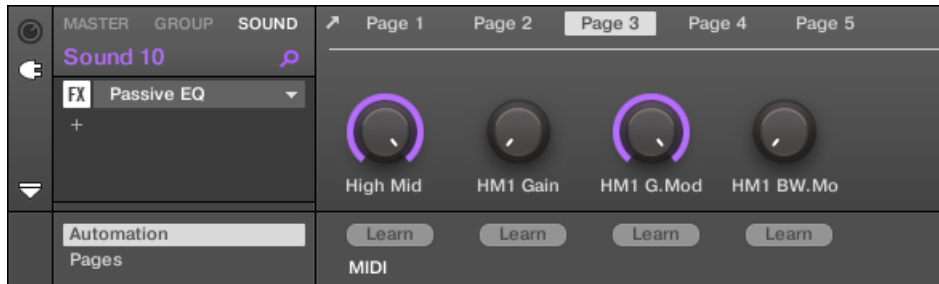 MASTER GROUP SOUND
Sound 10
FX Passive EQ
+
Page 1 Page 2 Page 3 Page 4 Page 5
High Mid HM1 Gain HM1 G.Mod HM1 BW.Mo
Automation
Pages
Learn Learn Learn Learn
MIDI